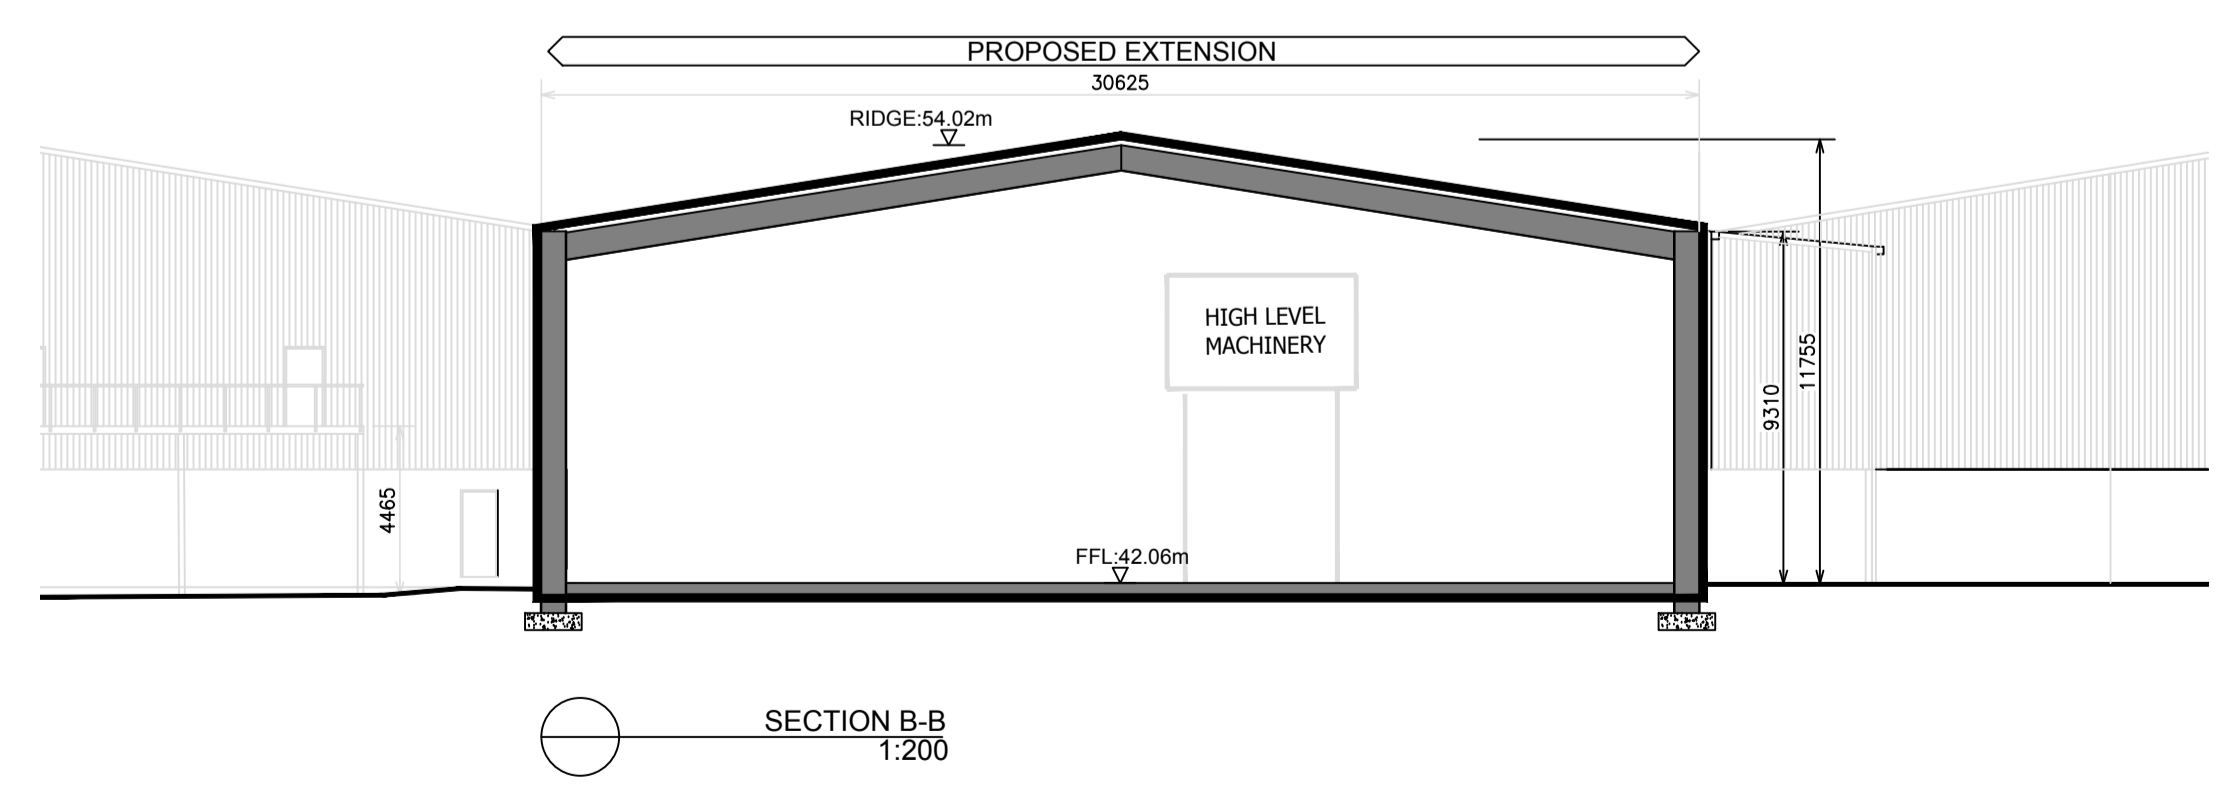 PROPOSED EXTENSION
30625
RIDGE:54.02m
HIGH LEVEL
MACHINERY
11755
9310
4465
FFL:42.06m
SECTION B-B
1:200